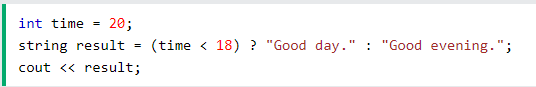 int time = 20;
string result = (time < 18) ? "Good day." : "Good evening.";
cout << result;